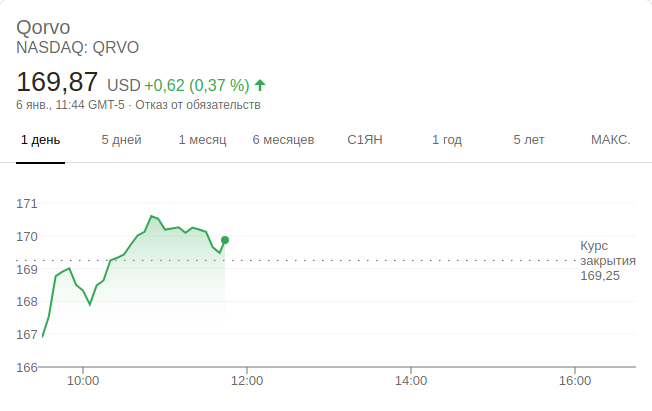 Qorvo
NASDAQ: QRVO
169,87 USD +0,62 (0,37 %)
6 янв., 11:44 GMT-5 · Отказ от обязательств
1 день 5 дней 1 месяц 6 месяцев С1ЯН 1 год 5 лет МАКС.
171
170
169
168
167
166
Курс
закрытия
169,25
10:00 12:00 14:00 16:00